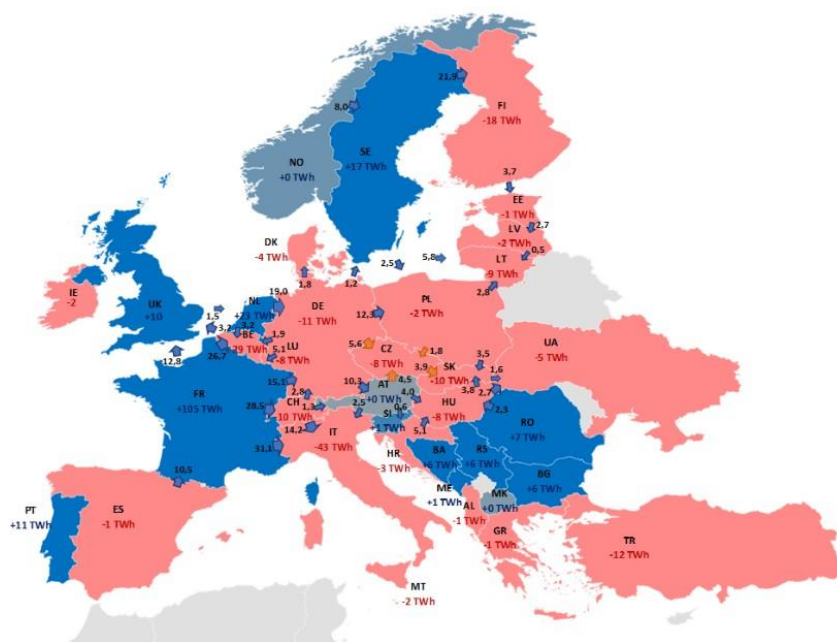 21,9
FI
-18 TWh
8,0
NO
+0 TWh
SE
+17 TWh
3,7
EE
-1 TWh
LV
2,7
-2 TWh
DK
-4 TWh
5,8
2,5
LT
0,5
-9 TWh
1,8
1,2
2,8
IE
-2
UK
+10
19,0
NL
+23 TWh
1,5
3,2
3,2
BE
-29 TWh
1,9
DE
-11 TWh
12,3
PL
-2 TWh
12,8
26,7
LU
5,1
-8 TWh
5,6
CZ
-8 TWh
1,8
UA
-5 TWh
3,9
SK
-10 TWh
3,5
1,6
FR
+105 TWh
15,1
2,8
10,3
AT
+0 TWh
4,5
4,0
3,8
2,7
CH
-10 TWh
1,3
2,5
SI
+1 TWh
0,6
HU
-8 TWh
2,3
28,5
14,2
5,1
RO
+7 TWh
31,1
IT
-43 TWh
HR
-3 TWh
BA
+6 TWh
RS
+6 TWh
BG
+6 TWh
10,5
ME
+1 TWh
MK
+0 TWh
PT
+11 TWh
ES
-1 TWh
AL
-1 TWh
GR
-1 TWh
TR
-12 TWh
MT
-2 TWh